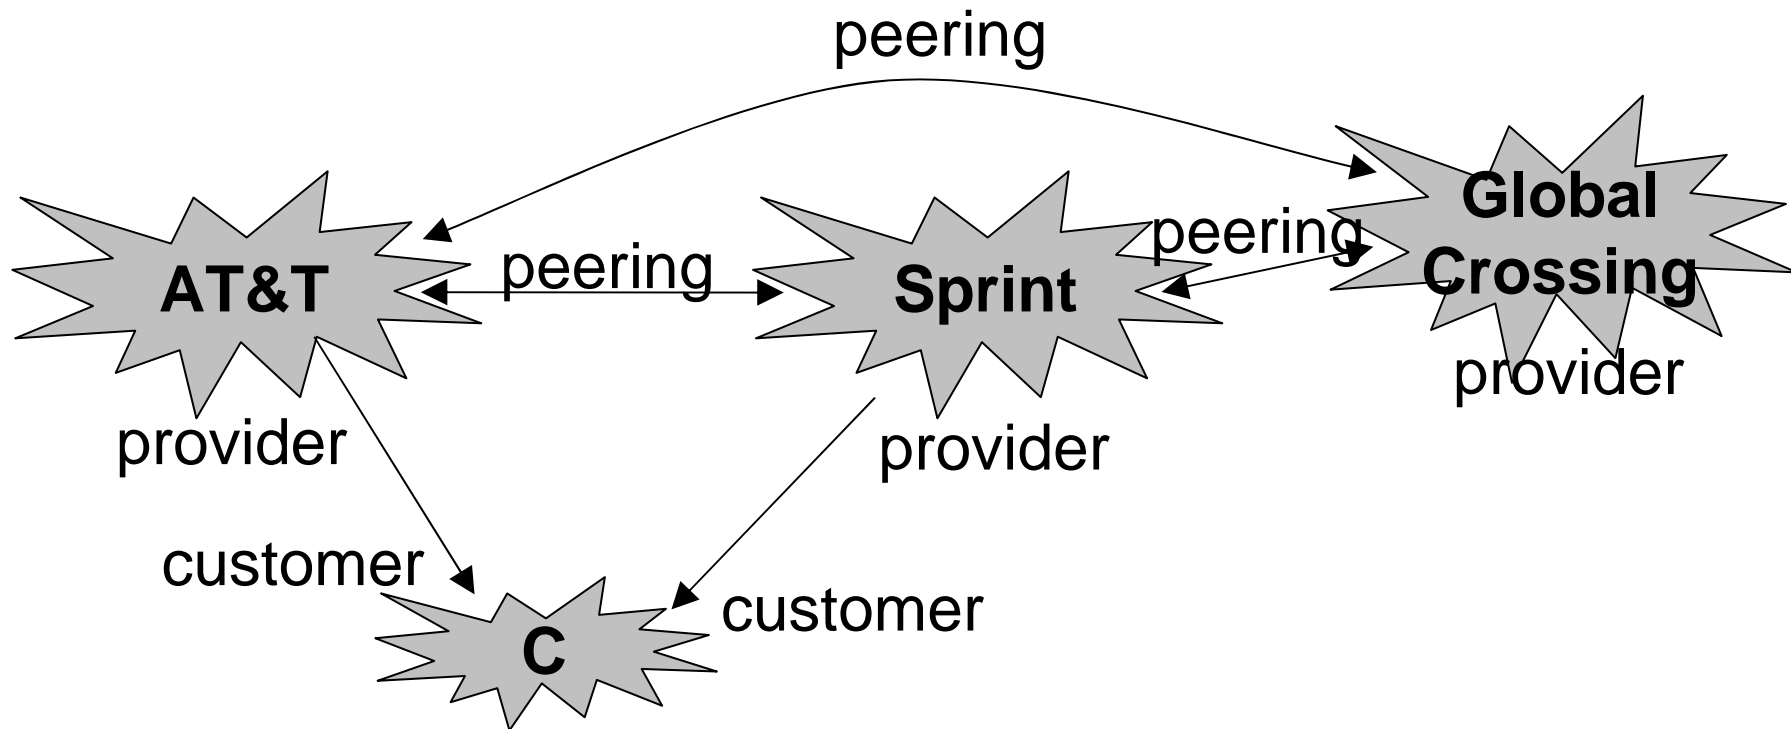 peering
Global
peering
Crossing
AT&T
peering
Sprint
provider
provider
provider
customer
customer
C